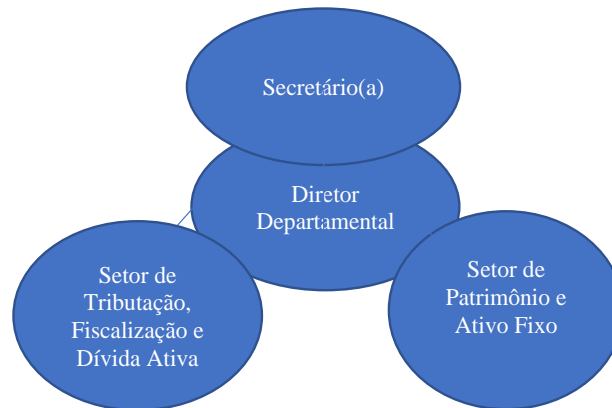 Secretário(a)
Diretor
Departamental
Setor de
Tributação,
Fiscalização e
Dívida Ativa
Setor de
Patrimônio e
Ativo Fixo